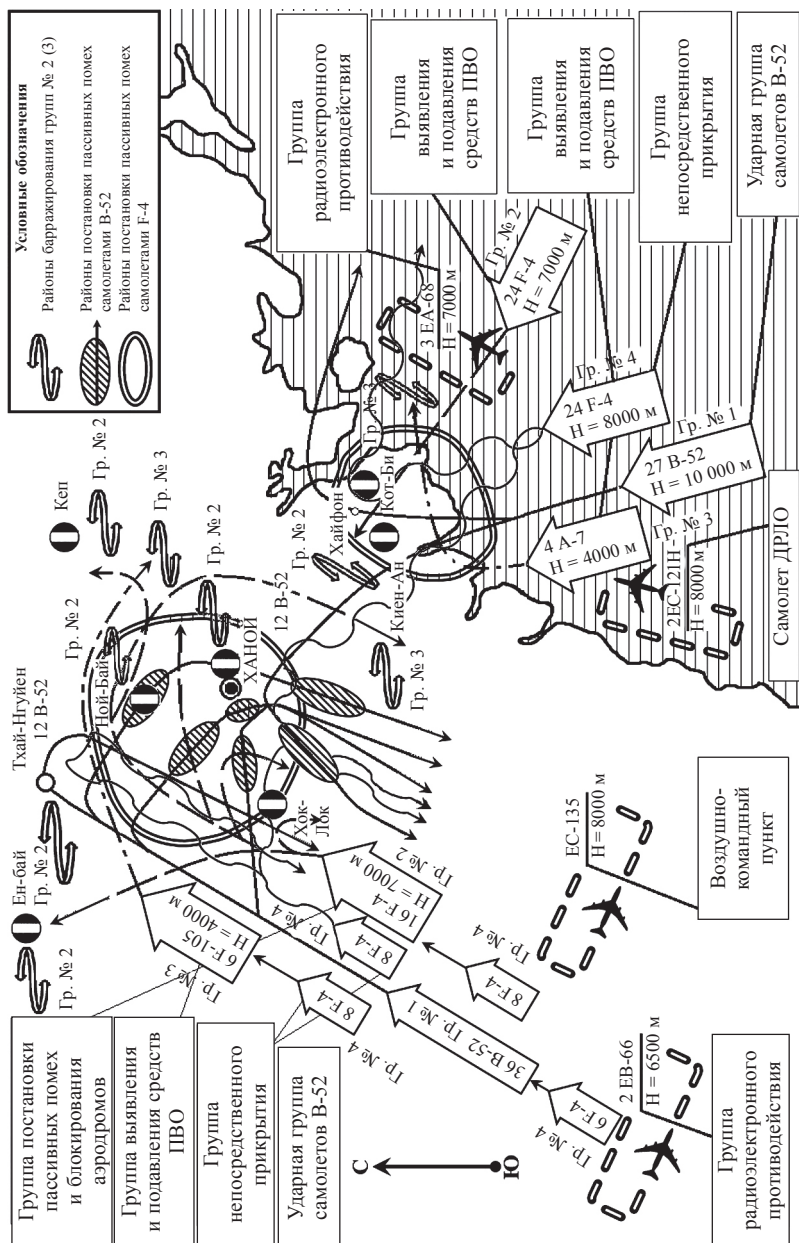 Условные обозначения
Районы барражирования групп № 2 (3)
Районы постановки пассивных помех
самолетами В-52
Районы постановки пассивных помех
самолетами F-4
Группа
радиоэлектронного
противодействия
Группа
выявления
и подавления
средств ПВО
Группа
выявления
и подавления
средств ПВО
Группа
непосредственного
прикрытия
Ударная группа
самолетов В-52
Кеп
Гр. № 2
Гр. № 3
Гр. № 2
Гр. № 2
Тхай-Нгуйен
12 В-52
Ной-Бай
ХАНОЙ
12 В-52
Гр. № 2
Хайфон
Гр. № 3
Кот-Би
Киен-Ан
Гр. № 3
3 ЕА-68
Н = 7000 м
Гр. № 2
24 F-4
Н = 7000 м
Гр. № 4
24 F-4
Н = 8000 м
Гр. № 1
27 В-52
Н = 10 000 м
Гр. № 3
4 А-7
Н = 4000 м
2ЕС-121Н
Н = 8000 м
Самолет ДРЛО
Ен-бай
Гр. № 2
Гр. № 2
Хок-
Лок
Гр. № 3
6 F-105
Н = 4000 м
Гр. № 2
16 F-4
Н = 7000 м
Гр. № 4
8 F-4
Гр. № 4
8 F-4
Гр. № 4
8 F-4
36 В-52 Гр. № 1
Гр. № 4
6 F-4
ЕС-135
Н = 8000 м
Воздушно-
командный
пункт
2 ЕВ-66
Н = 6500 м
Группа
радиоэлектронного
противодействия
Группа постановки
пассивных помех
и блокирования
аэродромов
Группа выявления
и подавления средств
ПВО
Группа
непосредственного
прикрытия
Ударная группа
самолетов В-52
С
Ю